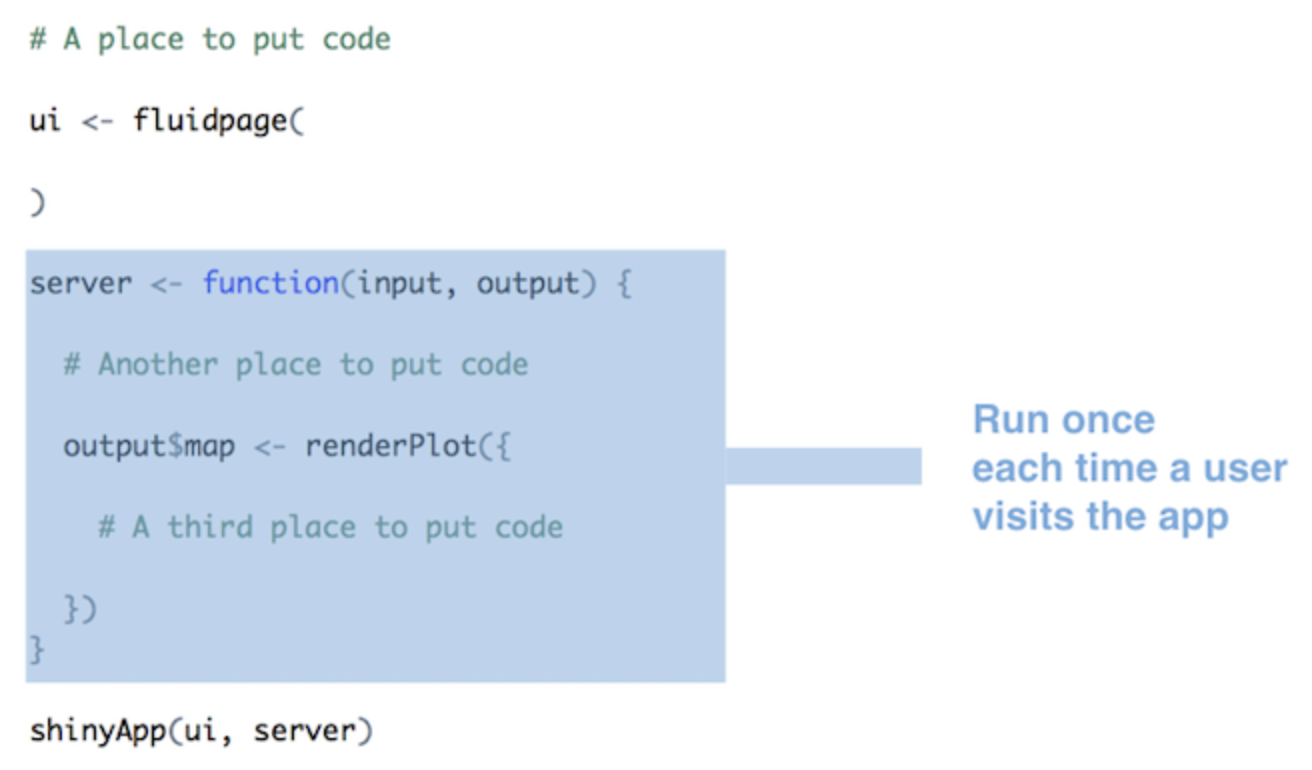 # A place to put code
ui <- fluidpage(
)
server <- function(input, output) {
# Another place to put code
output$map <- renderPlot({
# A third place to put code
})
}
shinyApp(ui, server)
Run once
each time a user
visits the app